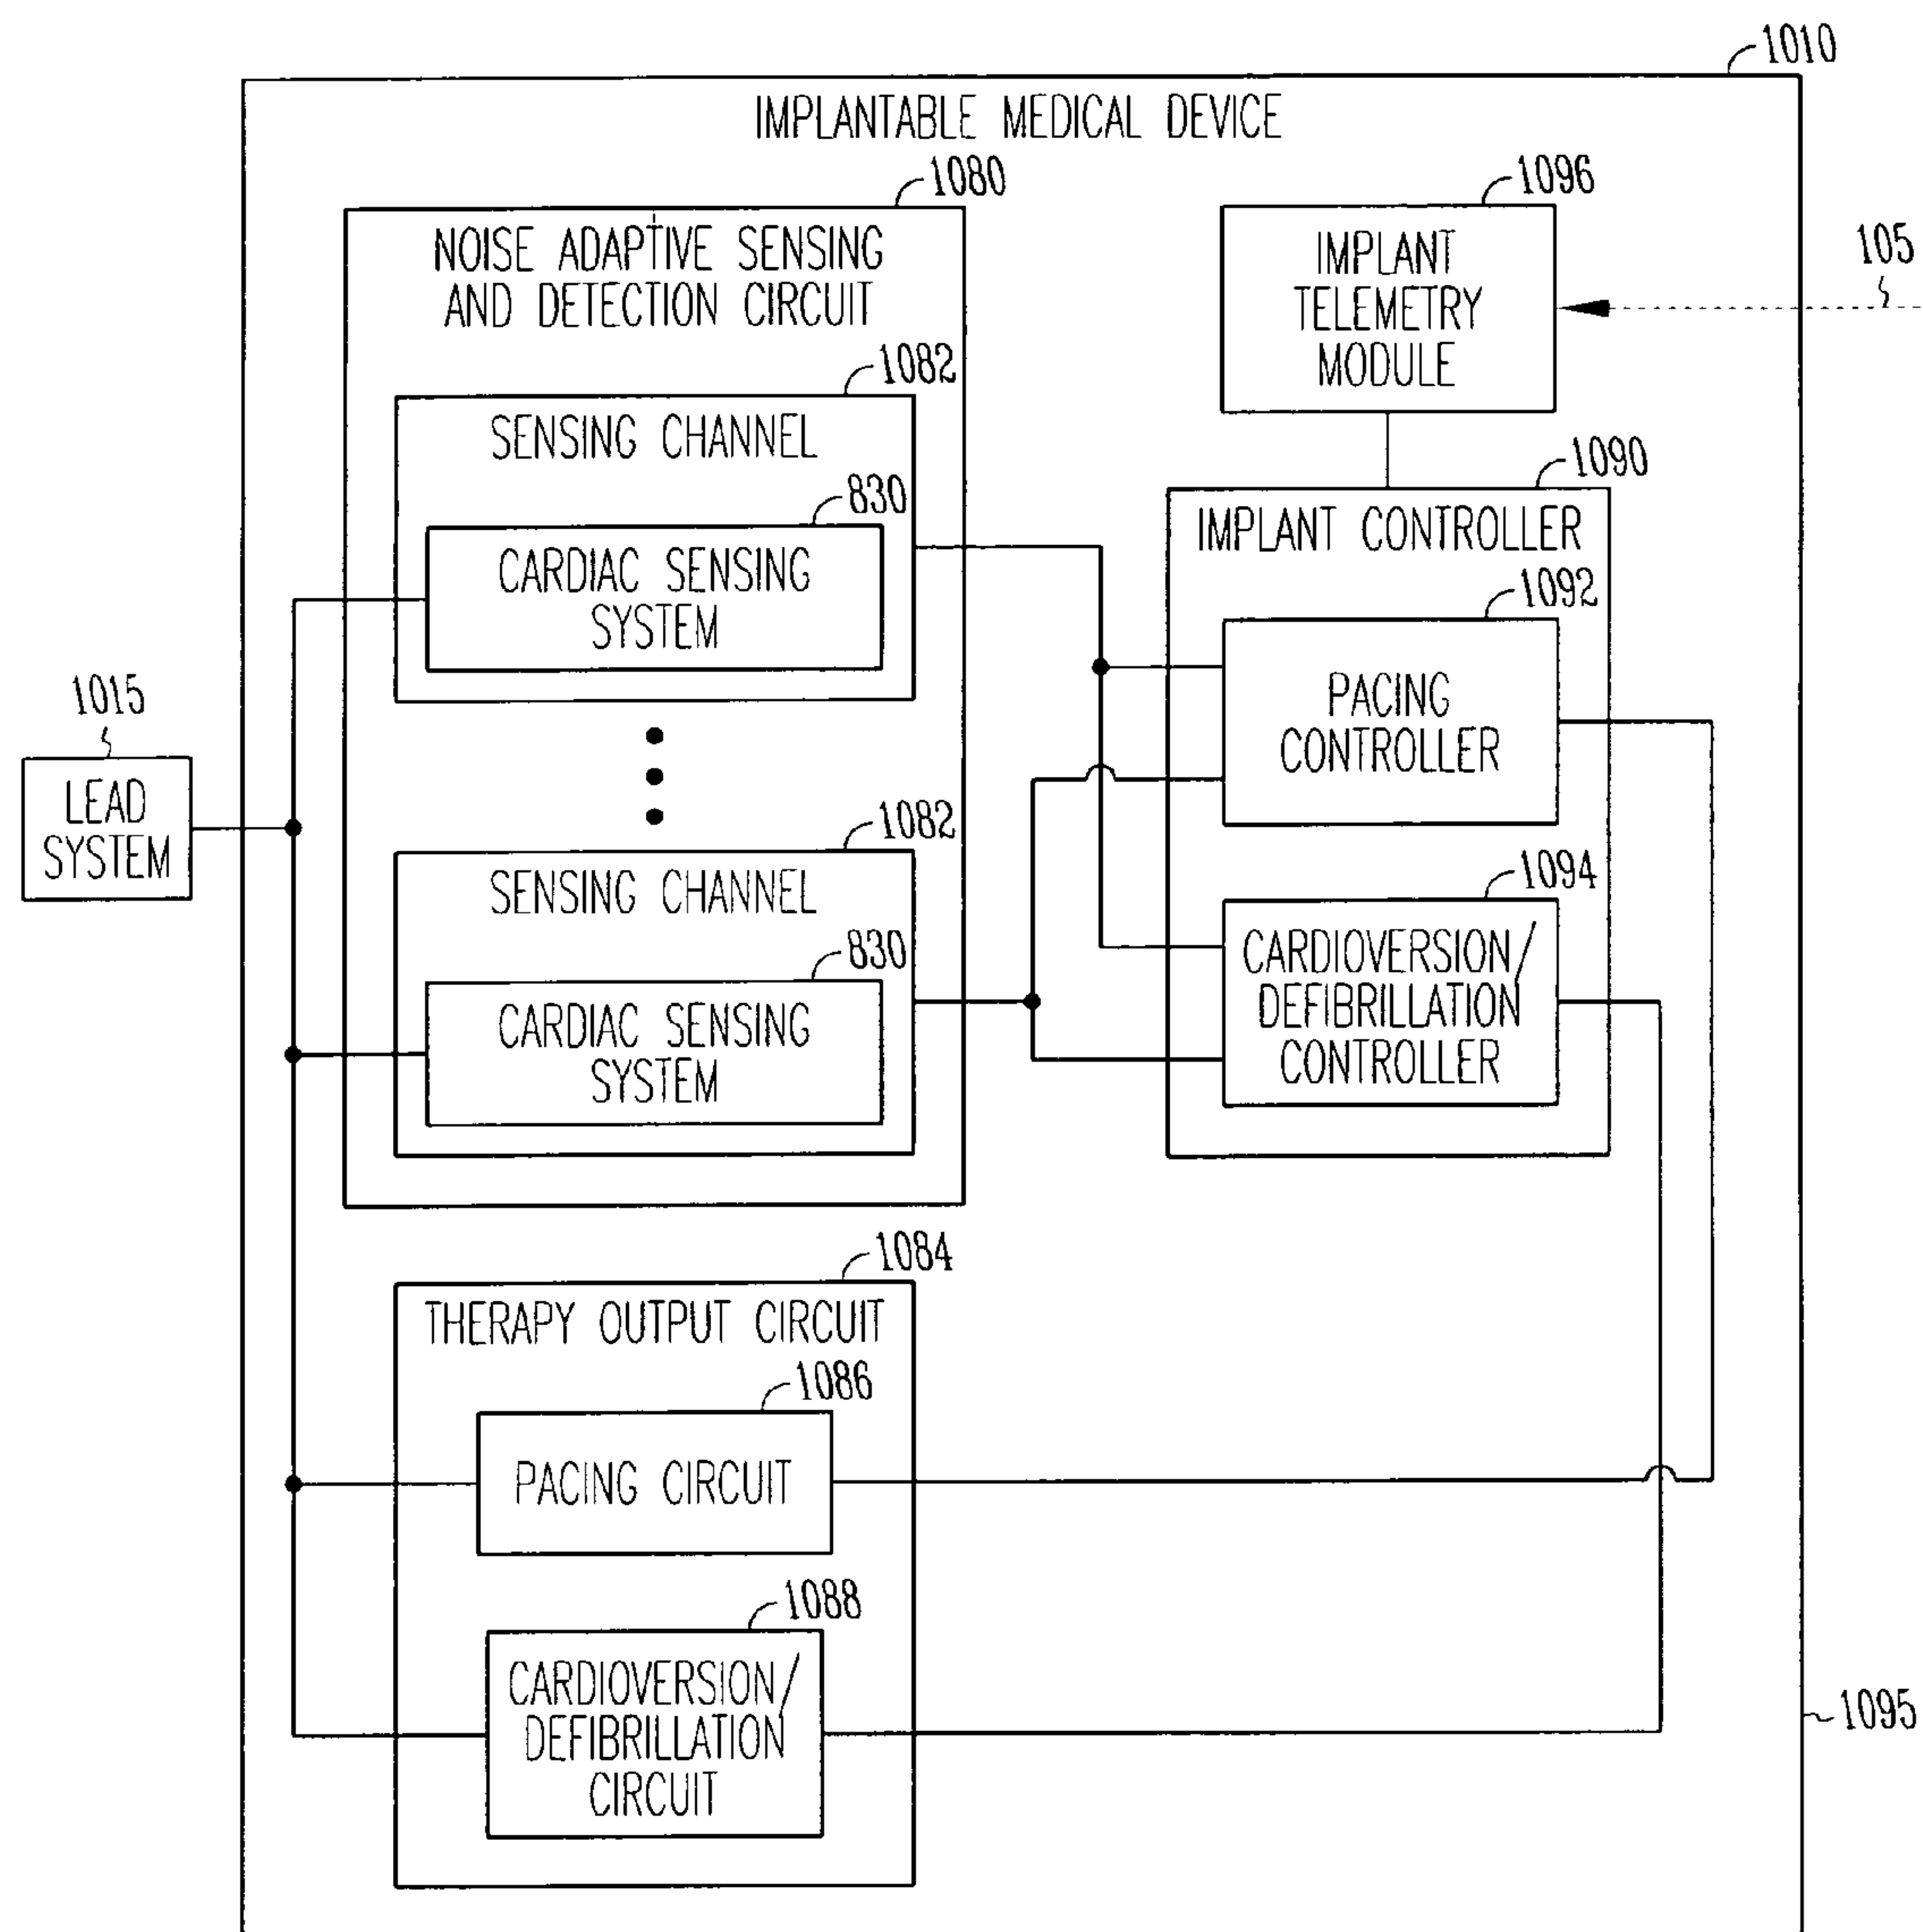 1010
IMPLANTABLE MEDICAL DEVICE
1080
NOISE ADAPTIVE SENSING
AND DETECTION CIRCUIT
1096
IMPLANT
TELEMETRY
MODULE
105
1082
SENSING CHANNEL
830
CARDIAC SENSING
SYSTEM
1090
IMPLANT CONTROLLER
1092
PACING
CONTROLLER
1015
LEAD
SYSTEM
1082
SENSING CHANNEL
830
CARDIAC SENSING
SYSTEM
1094
CARDIOVERSION/
DEFIBRILLATION
CONTROLLER
1084
THERAPY OUTPUT CIRCUIT
1086
PACING CIRCUIT
1088
CARDIOVERSION/
DEFIBRILLATION
CIRCUIT
1095